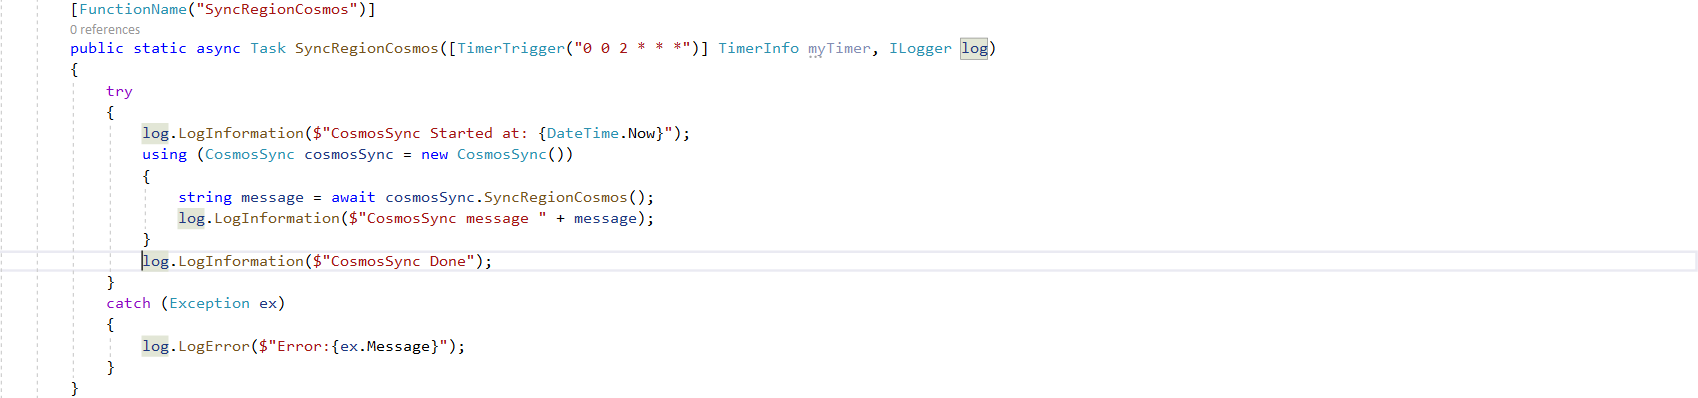 [FunctionName("SyncRegionCosmos")]
0 references
public static async Task SyncRegionCosmos([TimerTrigger("0 0 2 * * *")] TimerInfo myTimer, ILogger log)
{
try
{
log.LogInformation($"CosmosSync Started at: {DateTime.Now}");
using (CosmosSync cosmosSync = new CosmosSync())
{
string message = await cosmosSync.SyncRegionCosmos();
log.LogInformation($"CosmosSync message " + message);
}
log.LogInformation($"CosmosSync Done");
}
catch (Exception ex)
{
log.LogError($"Error:{ex.Message}");
}
}